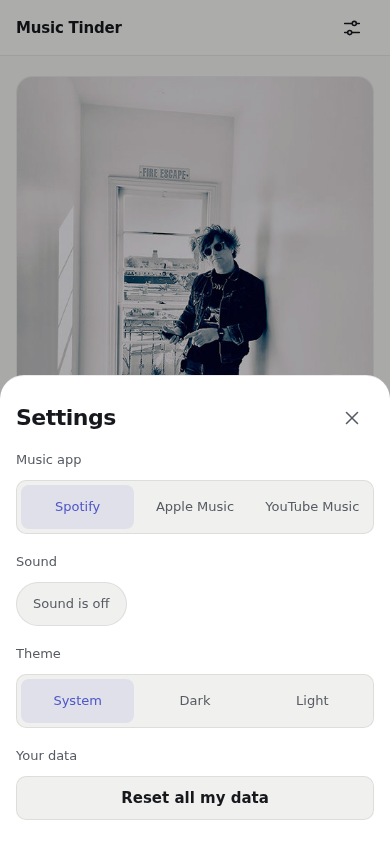 Music Tinder
FIRE ESCAPE
Settings
Music app
Spotify
Apple Music
YouTube Music
Sound
Sound is off
Theme
System
Dark
Light
Your data
Reset all my data